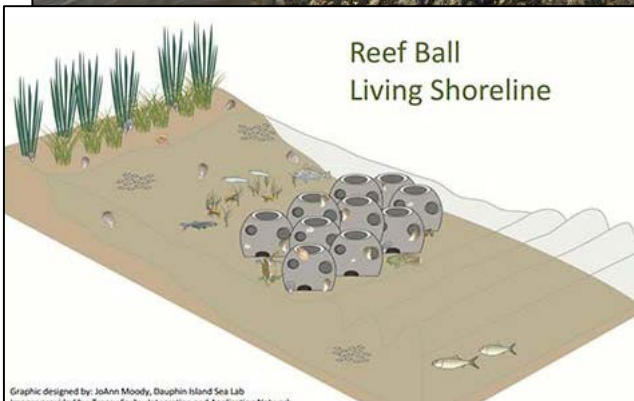 Reef Ball
Living Shoreline
Graphic designed by: JoAnn Moody, Dauphin Island Sea Lab